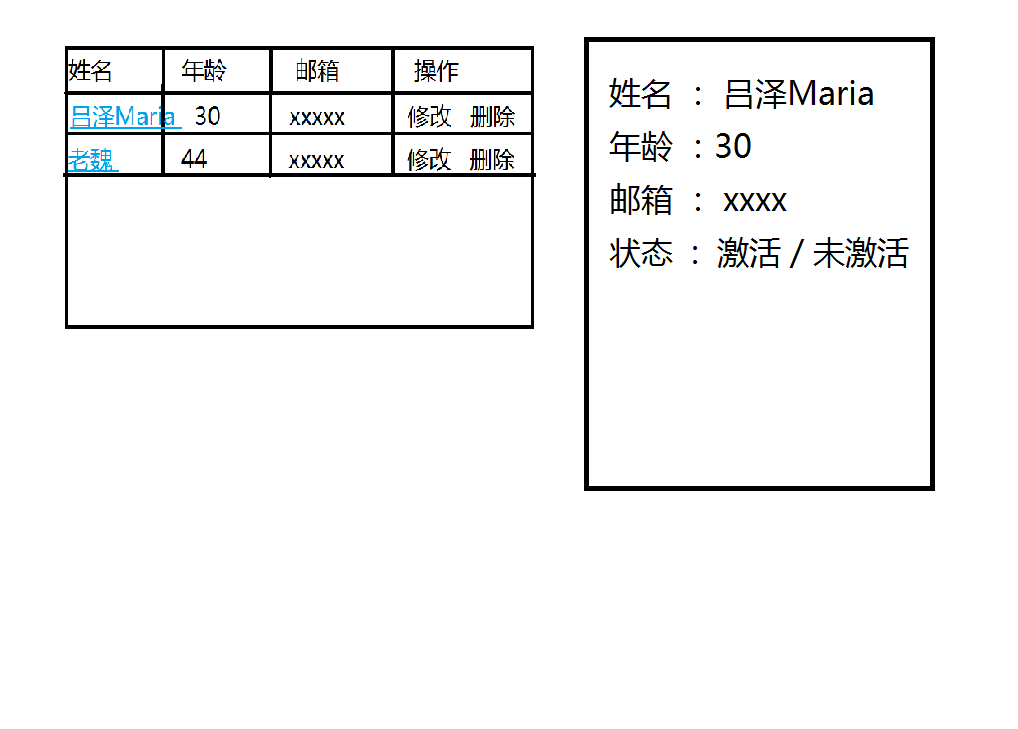 姓名 年龄 邮箱 操作
吕泽Maria 30 xxxxx 修改 删除
老魏 44 xxxxx 修改 删除
姓名 ： 吕泽Maria
年龄 ：30
邮箱 ： xxxx
状态 ： 激活 / 未激活